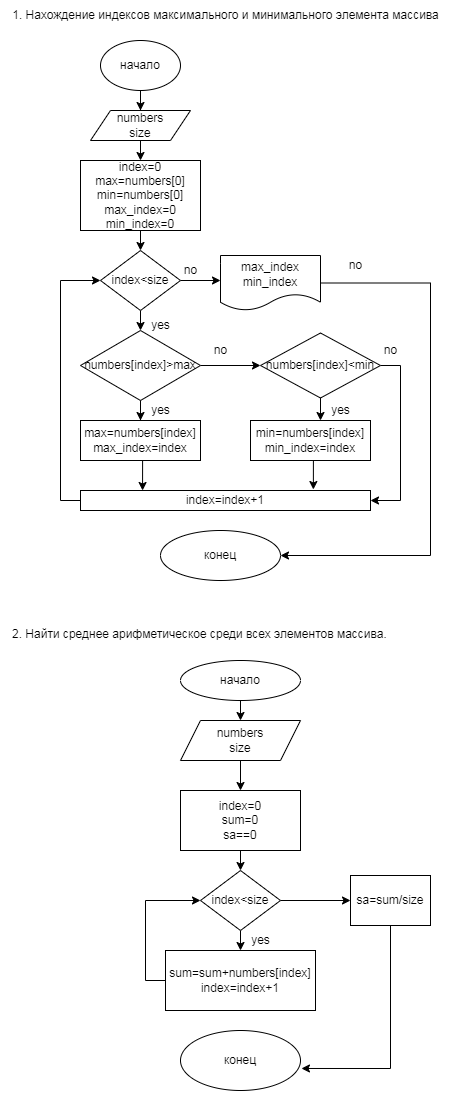 1. Нахождение индексов максимального и минимального элемента массива
начало
numbers
size
index=0
max=numbers[0]
min=numbers[0]
max_index=0
min_index=0
index<size
no
max_index
min_index
no
yes
numbers[index]>max
no
numbers[index]<min
no
yes
yes
max=numbers[index]
max_index=index
min=numbers[index]
min_index=index
index=index+1
конец
2. Найти среднее арифметическое среди всех элементов массива.
начало
numbers
size
index=0
sum=0
sa==0
index<size
sa=sum/size
yes
sum=sum+numbers[index]
index=index+1
конец